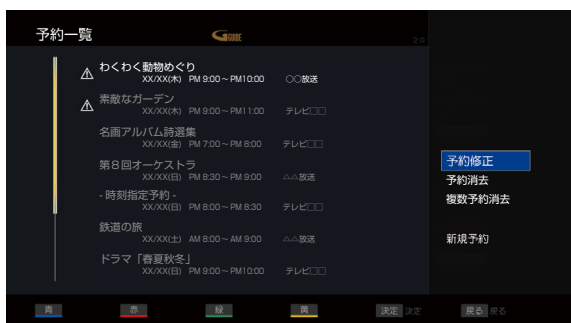 予約一覧
G GUIDE
20
わくわく動物めぐり
XX/XX(木) PM 9:00～PM10:00 ○○放送
素敵なガーデン
XX/XX(木) PM 9:00～PM11:00 テレビ□□
名画アルバム詩選集
XX/XX(金) PM 7:00～PM 8:00 テレビ□□
第8回オーケストラ
XX/XX(日) PM 8:30～PM 9:00 △△放送
- 時刻指定予約 -
XX/XX(日) PM 8:00～PM 8:30 テレビ□□
鉄道の旅
XX/XX(土) AM 8:00～AM 9:00 △△放送
ドラマ「春夏秋冬」
XX/XX(日) PM 9:00～PM10:00 テレビ□□
予約修正
予約消去
複数予約消去
新規予約
青 赤 緑 黄 決定 決定 戻る 戻る